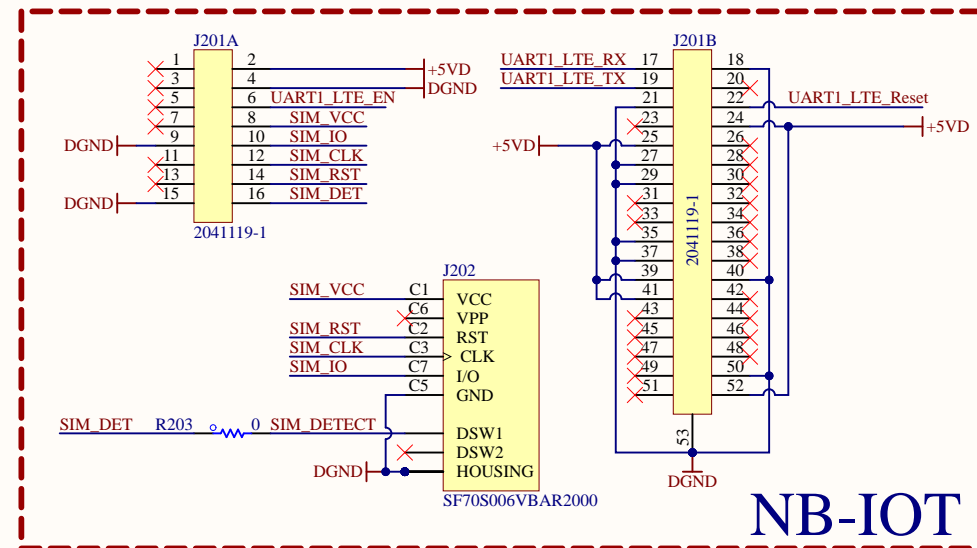 J201A
1 2 +5VD
3 4 DGND
5 6 UART1_LTE_EN
7 8 SIM_VCC
DGND 9 10 SIM_IO
11 12 SIM_CLK
13 14 SIM_RST
DGND 15 16 SIM_DET
2041119-1
J201B
UART1_LTE_RX 17 18
UART1_LTE_TX 19 20
21 22 UART1_LTE_Reset
23 24 +5VD
+5VD 25 26
27 28
29 30
31 32
33 34
35 36
37 38
39 40
41 42
43 44
45 46
47 48
49 50
51 52
2041119-1
53
DGND
J202
SIM_VCC C1 VCC
C6 VPP
SIM_RST C2 RST
SIM_CLK C3 CLK
SIM_IO C7 I/O
C5 GND
SIM_DET R203 0 SIM_DETECT DSW1
DSW2
DGND HOUSING
SF70S006VBAR2000
NB-IOT